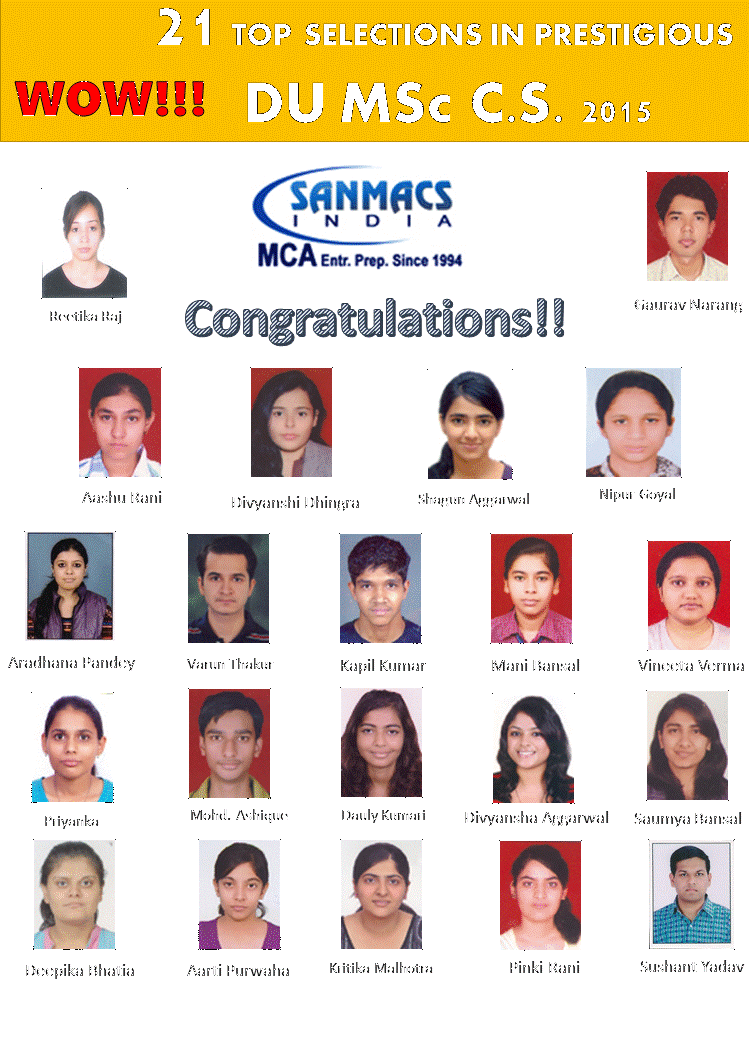 21 TOP SELECTIONS IN PRESTIGIOUS
WOW!!! DU MSc C.S. 2015
SANMACS
INDIA
MCA Entr. Prep. Since 1994
Reetika Raj
Gaurav Narang
Congratulations!!
Aashu Rani
Divyanshi Dhingra
Shagun Aggarwal
Nipur Goyal
Aradhana Pandey
Varun Thakur
Kapil Kumar
Mani Bansal
Vineeta Verma
Priyanka
Mohd. Ashique
Dauly Kumari
Divyansha Aggarwal
Saumya Bansal
Deepika Bhatia
Aarti Purwaha
Kritika Malhotra
Pinki Rani
Sushant Yadav